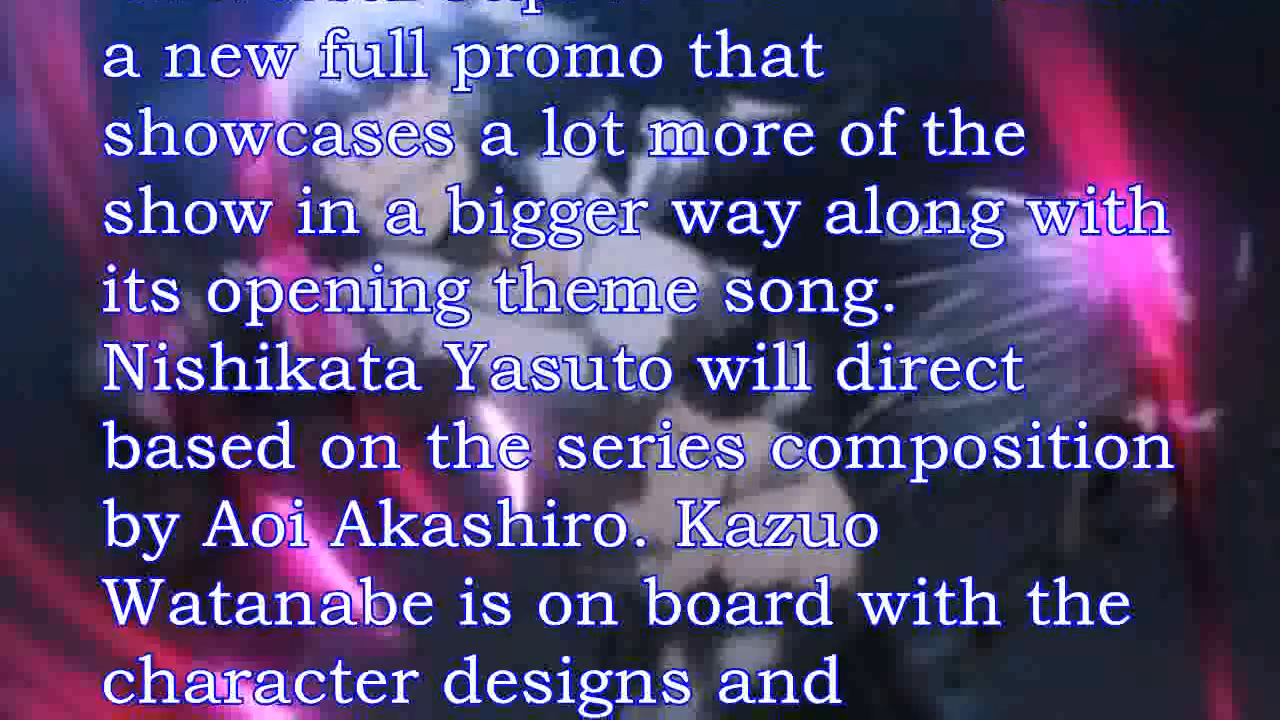 a new full promo that
showcases a lot more of the
show in a bigger way along with
its opening theme song.
Nishikata Yasuto will direct
based on the series composition
by Aoi Akashiro. Kazuo
Watanabe is on board with the
character designs and